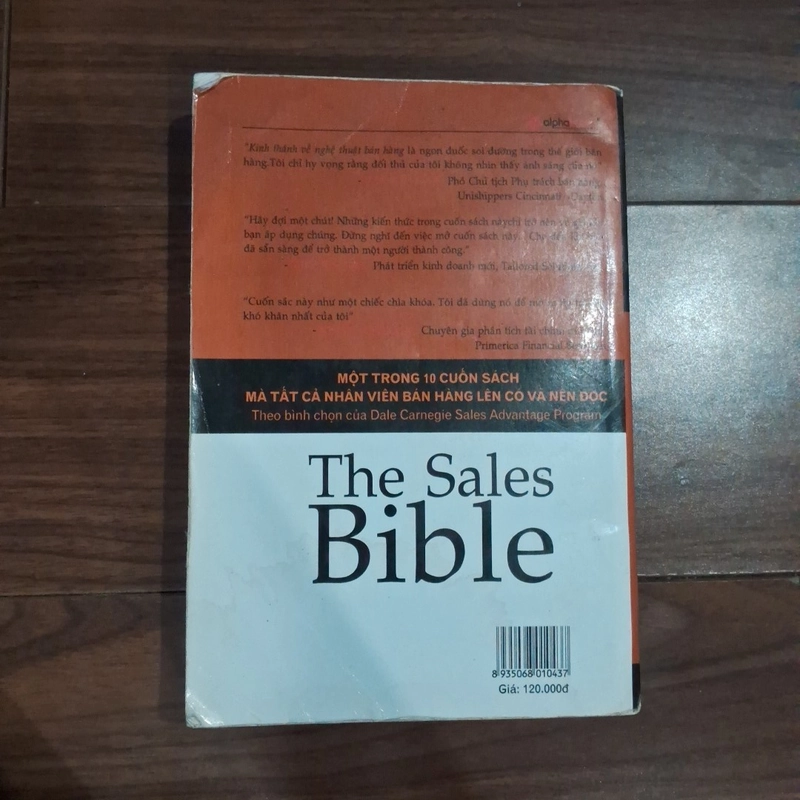 alpha
"Kinh thánh về nghệ thuật bán hàng là ngọn đuốc soi đường trong thế giới bán
hàng.Tôi chỉ hy vọng rằng đối thủ của tôi không nhìn thấy ánh sáng của nó"
Phó Chủ tịch Phụ trách bán hàng,
Unishippers Cincinnati
"Hãy đợi một chút! Những kiến thức trong cuốn sách này chỉ trở nên
bạn áp dụng chúng. Đừng nghĩ đến việc mở cuốn sách này,
đã sẵn sàng để trở thành một người thành công."
Phát triển kinh doanh mới,
"Cuốn sác này như một chiếc chìa khóa. Tôi đã dùng nó để mở
khó khăn nhất của tôi"
Chuyên gia phân tích tài chính
Primerica Financial
MỘT TRONG 10 CUỐN SÁCH
MÀ TẤT CẢ NHÂN VIÊN BÁN HÀNG LÊN CÓ VÀ NÊN ĐỌC
Theo bình chọn của Dale Carnegie Sales Advantage Program
The Sales
Bible
8 935068 010437
Giá: 120.000đ